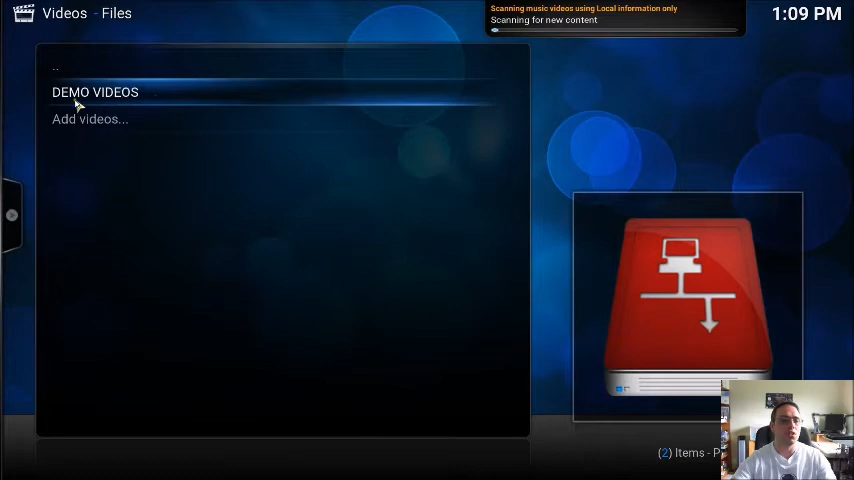 Videos - Files
Scanning music videos using Local information only
Scanning for new content
1:09 PM
..
DEMO VIDEOS
Add videos...
(2) Items - P